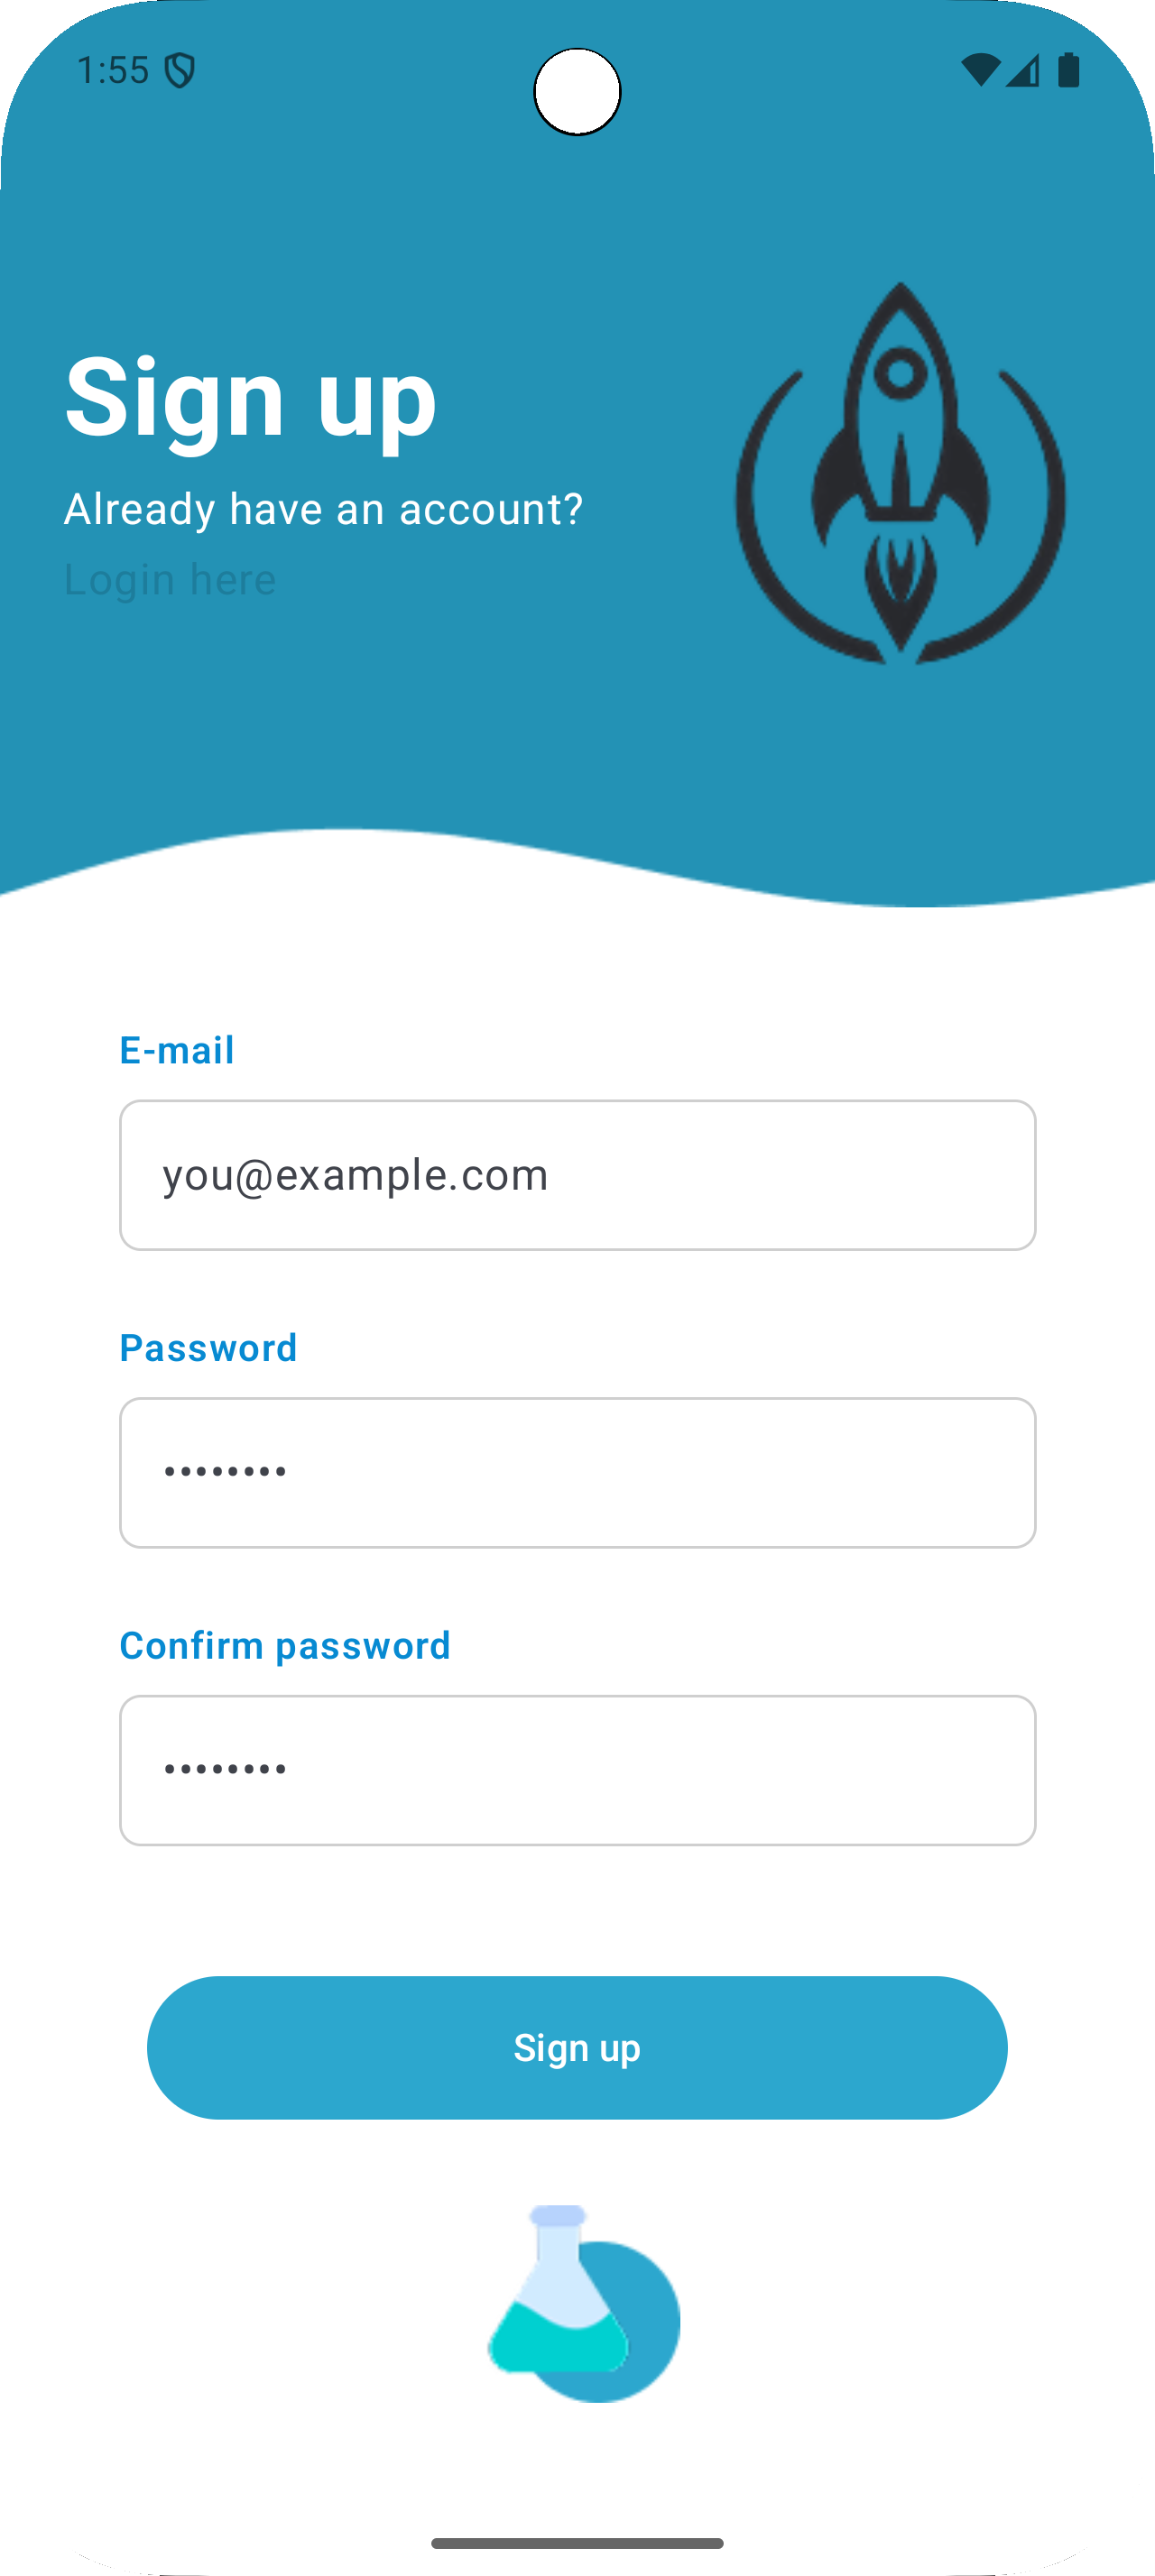 1:55
Sign up
Already have an account?
Login here
E-mail
you@example.com
Password
••••••••
Confirm password
••••••••
Sign up